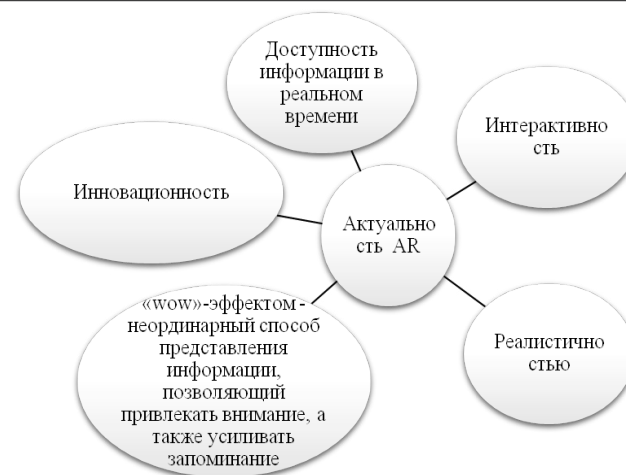 Доступность
информации в
реальном
времени
Интерактивно
сть
Инновационность
Актуально
сть AR
«wow»-эффектом -
неординарный способ
представления
информации,
позволяющий
привлекать внимание, а
также усиливать
запоминание
Реалистично
стью